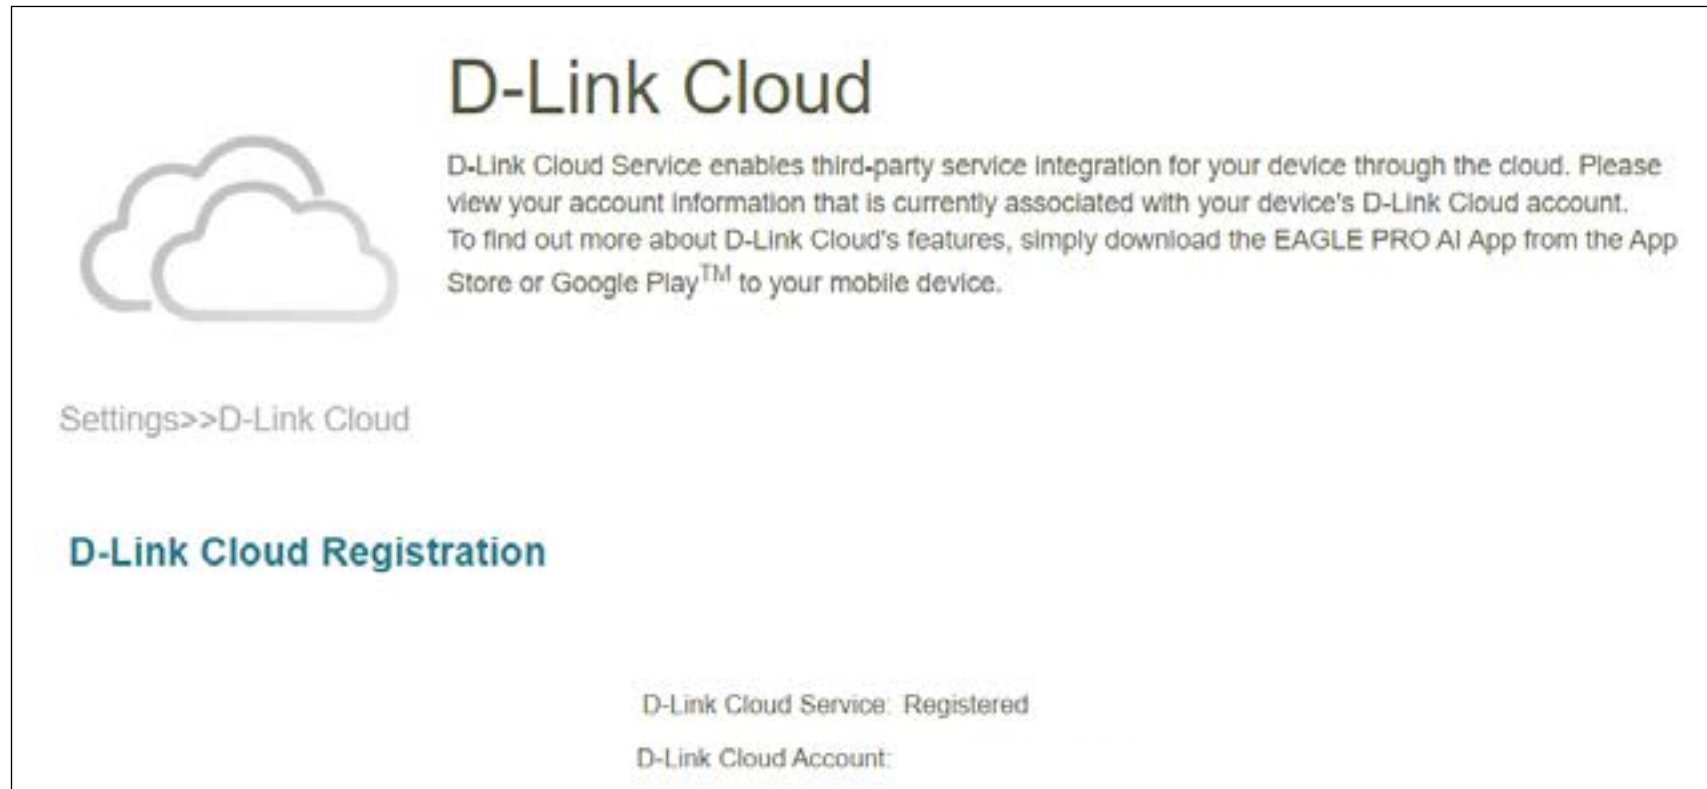 D-Link Cloud
D-Link Cloud Service enables third-party service integration for your device through the cloud. Please
view your account information that is currently associated with your device's D-Link Cloud account.
To find out more about D-Link Cloud's features, simply download the EAGLE PRO AI App from the App
Store or Google Play™ to your mobile device.
Settings>>D-Link Cloud
D-Link Cloud Registration
D-Link Cloud Service: Registered
D-Link Cloud Account: